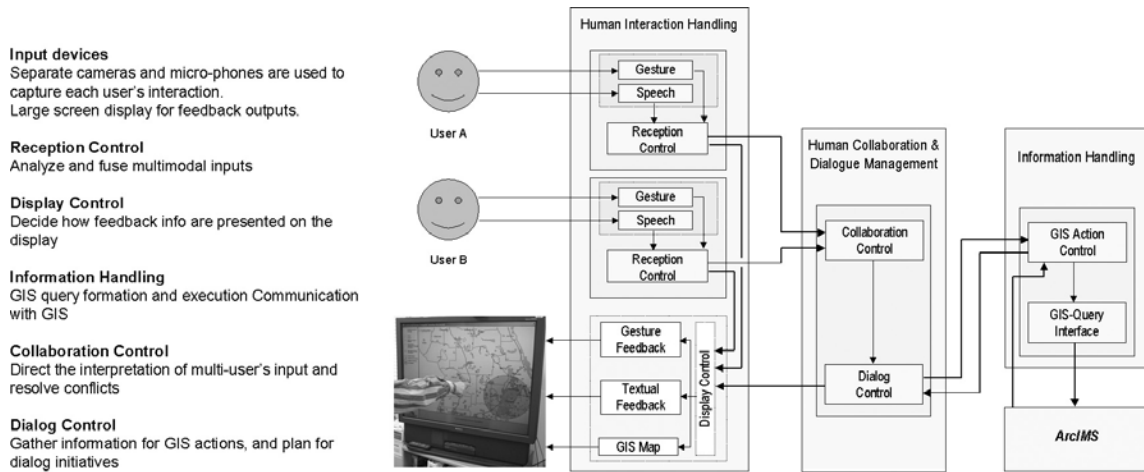 Input devices
Separate cameras and micro-phones are used to
capture each user's interaction.
Large screen display for feedback outputs.
Reception Control
Analyze and fuse multimodal inputs
Display Control
Decide how feedback info are presented on the
display
Information Handling
GIS query formation and execution Communication
with GIS
Collaboration Control
Direct the interpretation of multi-user's input and
resolve conflicts
Dialog Control
Gather information for GIS actions, and plan for
dialog initiatives
User A
User B
Human Interaction Handling
Gesture
Speech
Reception
Control
Gesture
Speech
Reception
Control
Gesture
Feedback
Textual
Feedback
GIS Map
Display Control
Human Collaboration &
Dialogue Management
Collaboration
Control
Dialog
Control
Information Handling
GIS Action
Control
GIS-Query
Interface
ArcIMS